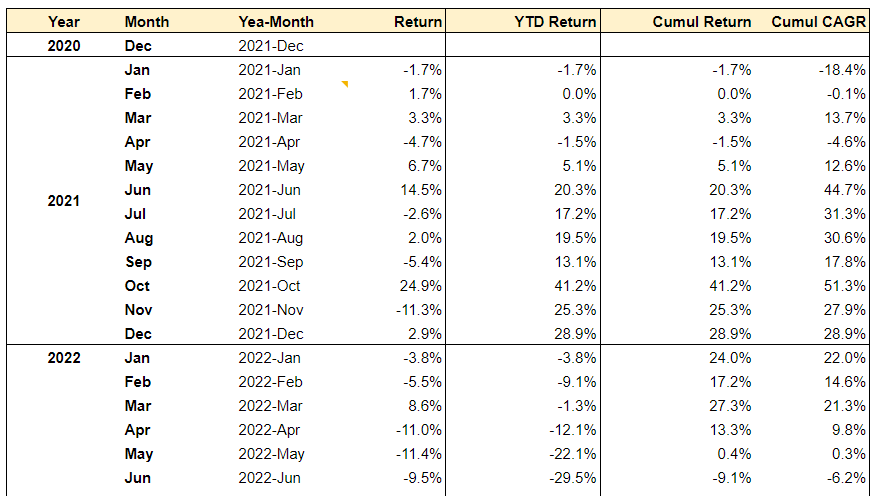 Year Month Yea-Month Return YTD Return Cumul Return Cumul CAGR
2020 Dec 2021-Dec
Jan 2021-Jan -1.7% -1.7% -1.7% -18.4%
Feb 2021-Feb 1.7% 0.0% 0.0% -0.1%
Mar 2021-Mar 3.3% 3.3% 3.3% 13.7%
Apr 2021-Apr -4.7% -1.5% -1.5% -4.6%
May 2021-May 6.7% 5.1% 5.1% 12.6%
Jun 2021-Jun 14.5% 20.3% 20.3% 44.7%
2021
Jul 2021-Jul -2.6% 17.2% 17.2% 31.3%
Aug 2021-Aug 2.0% 19.5% 19.5% 30.6%
Sep 2021-Sep -5.4% 13.1% 13.1% 17.8%
Oct 2021-Oct 24.9% 41.2% 41.2% 51.3%
Nov 2021-Nov -11.3% 25.3% 25.3% 27.9%
Dec 2021-Dec 2.9% 28.9% 28.9% 28.9%
2022 Jan 2022-Jan -3.8% -3.8% 24.0% 22.0%
Feb 2022-Feb -5.5% -9.1% 17.2% 14.6%
Mar 2022-Mar 8.6% -1.3% 27.3% 21.3%
Apr 2022-Apr -11.0% -12.1% 13.3% 9.8%
May 2022-May -11.4% -22.1% 0.4% 0.3%
Jun 2022-Jun -9.5% -29.5% -9.1% -6.2%